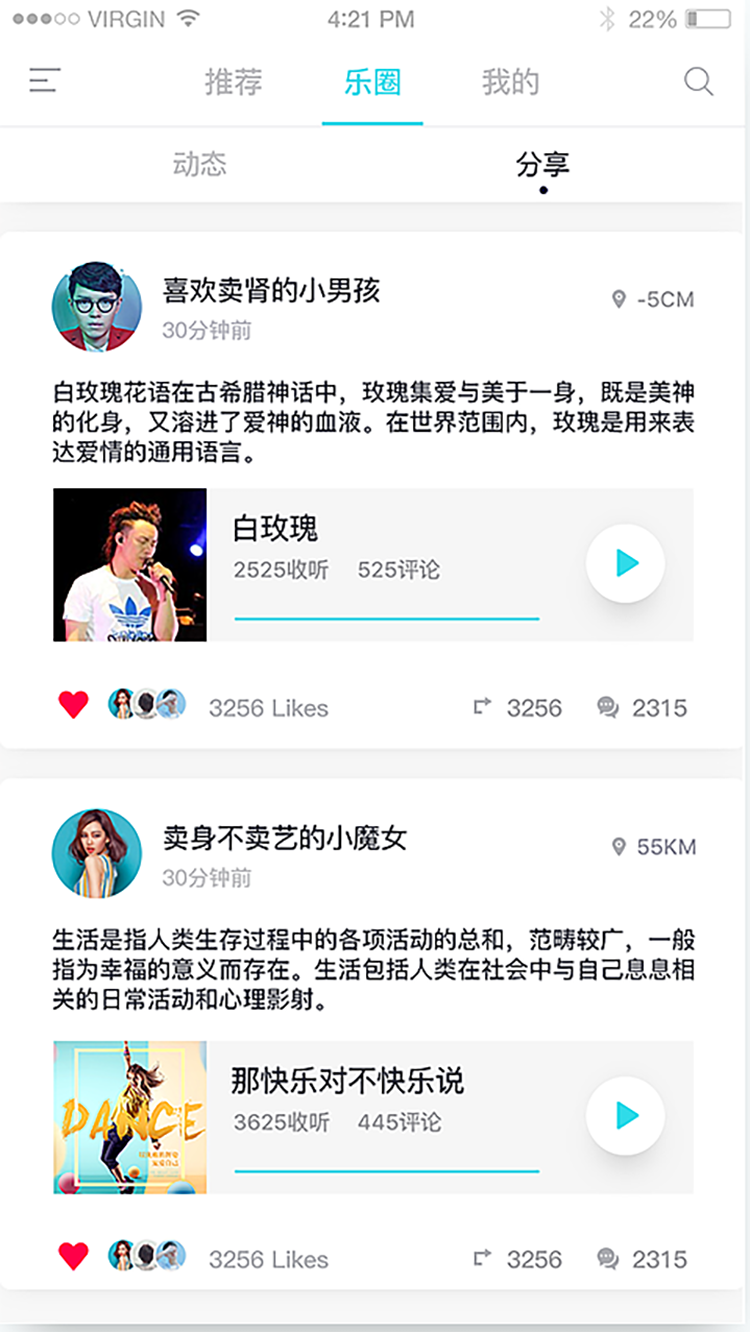 VIRGIN 4:21 PM 22%
推荐 乐圈 我的
动态 分享
喜欢卖肾的小男孩
-5CM
30分钟前
白玫瑰花语在古希腊神话中，玫瑰集爱与美于一身，既是美神
的化身，又溶进了爱神的血液。在世界范围内，玫瑰是用来表
达爱情的通用语言。
白玫瑰
2525收听 525评论
3256 Likes 3256 2315
卖身不卖艺的小魔女
55KM
30分钟前
生活是指人类生存过程中的各项活动的总和，范畴较广，一般
指为幸福的意义而存在。生活包括人类在社会中与自己息息相
关的日常活动和心理影射。
DANCE
那快乐对不快乐说
3625收听 445评论
3256 Likes 3256 2315